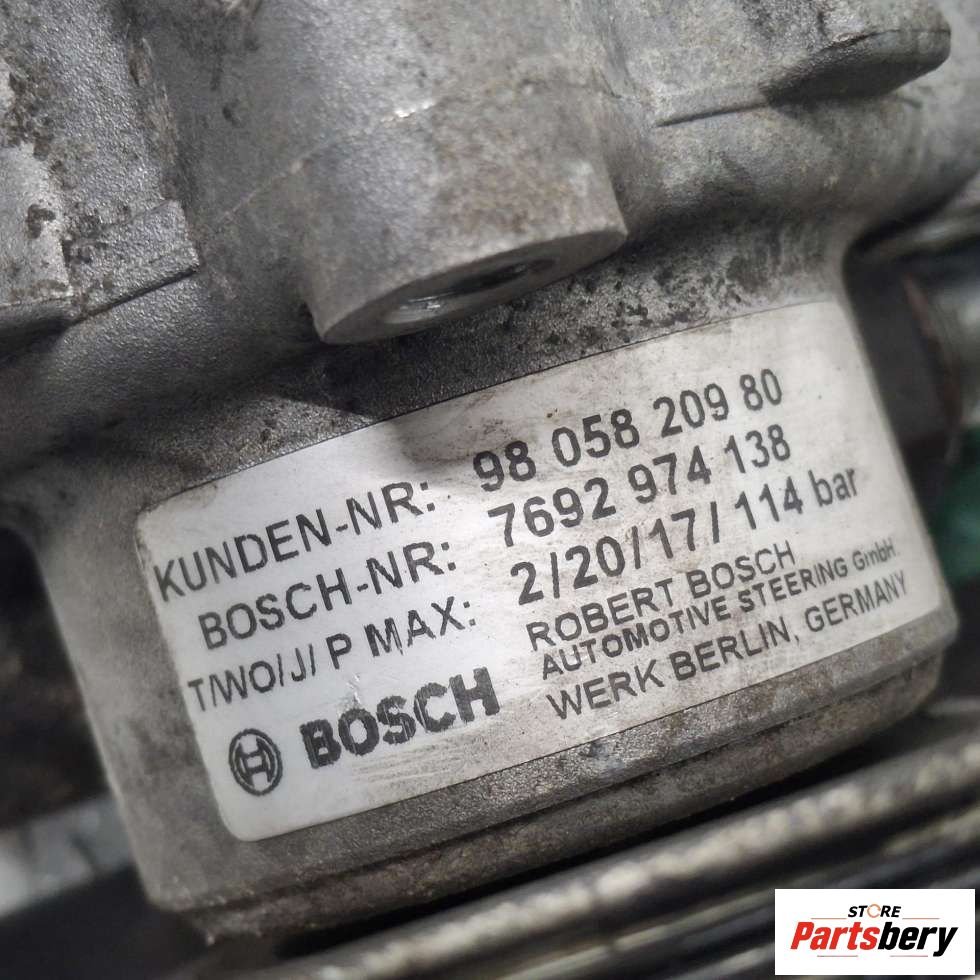 KUNDEN-NR: 98 058 209 80
BOSCH-NR: 7692 974 138
T/WO/J/ P MAX: 2/20/17/ 114 bar
ROBERT BOSCH
AUTOMOTIVE STEERING GmbH.
WERK BERLIN, GERMANY
BOSCH
STORE
Partsbery